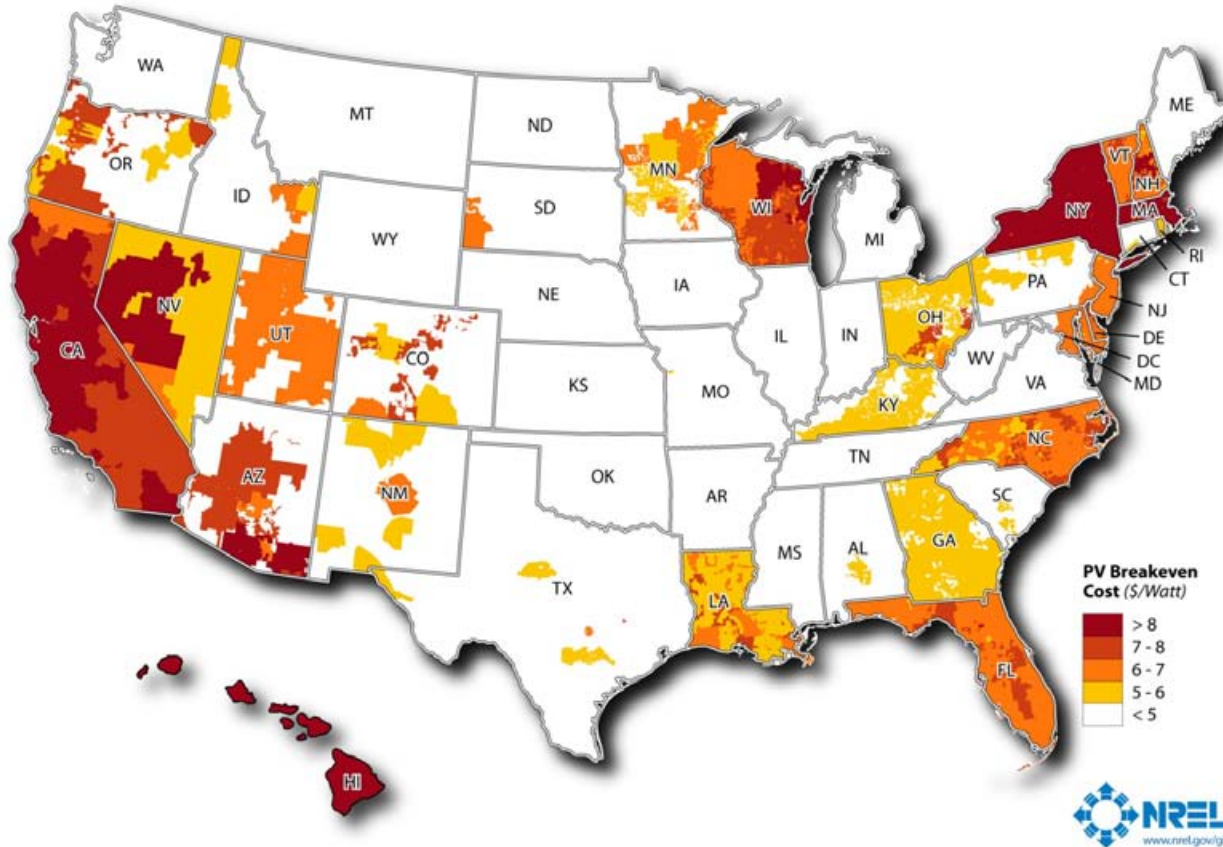 WA
MT
ND
ME
OR
MN
VT
ID
SD
WI
NH
NY
MA
WY
MI
RI
CT
IA
PA
NE
NV
OH
NJ
UT
IL
IN
DE
CA
CO
DC
WV
MD
KS
MO
VA
KY
NC
TN
AZ
OK
NM
AR
SC
MS
AL
GA
TX
LA
PV Breakeven
Cost ($/Watt)
> 8
7 - 8
6 - 7
5 - 6
< 5
FL
HI
NREL